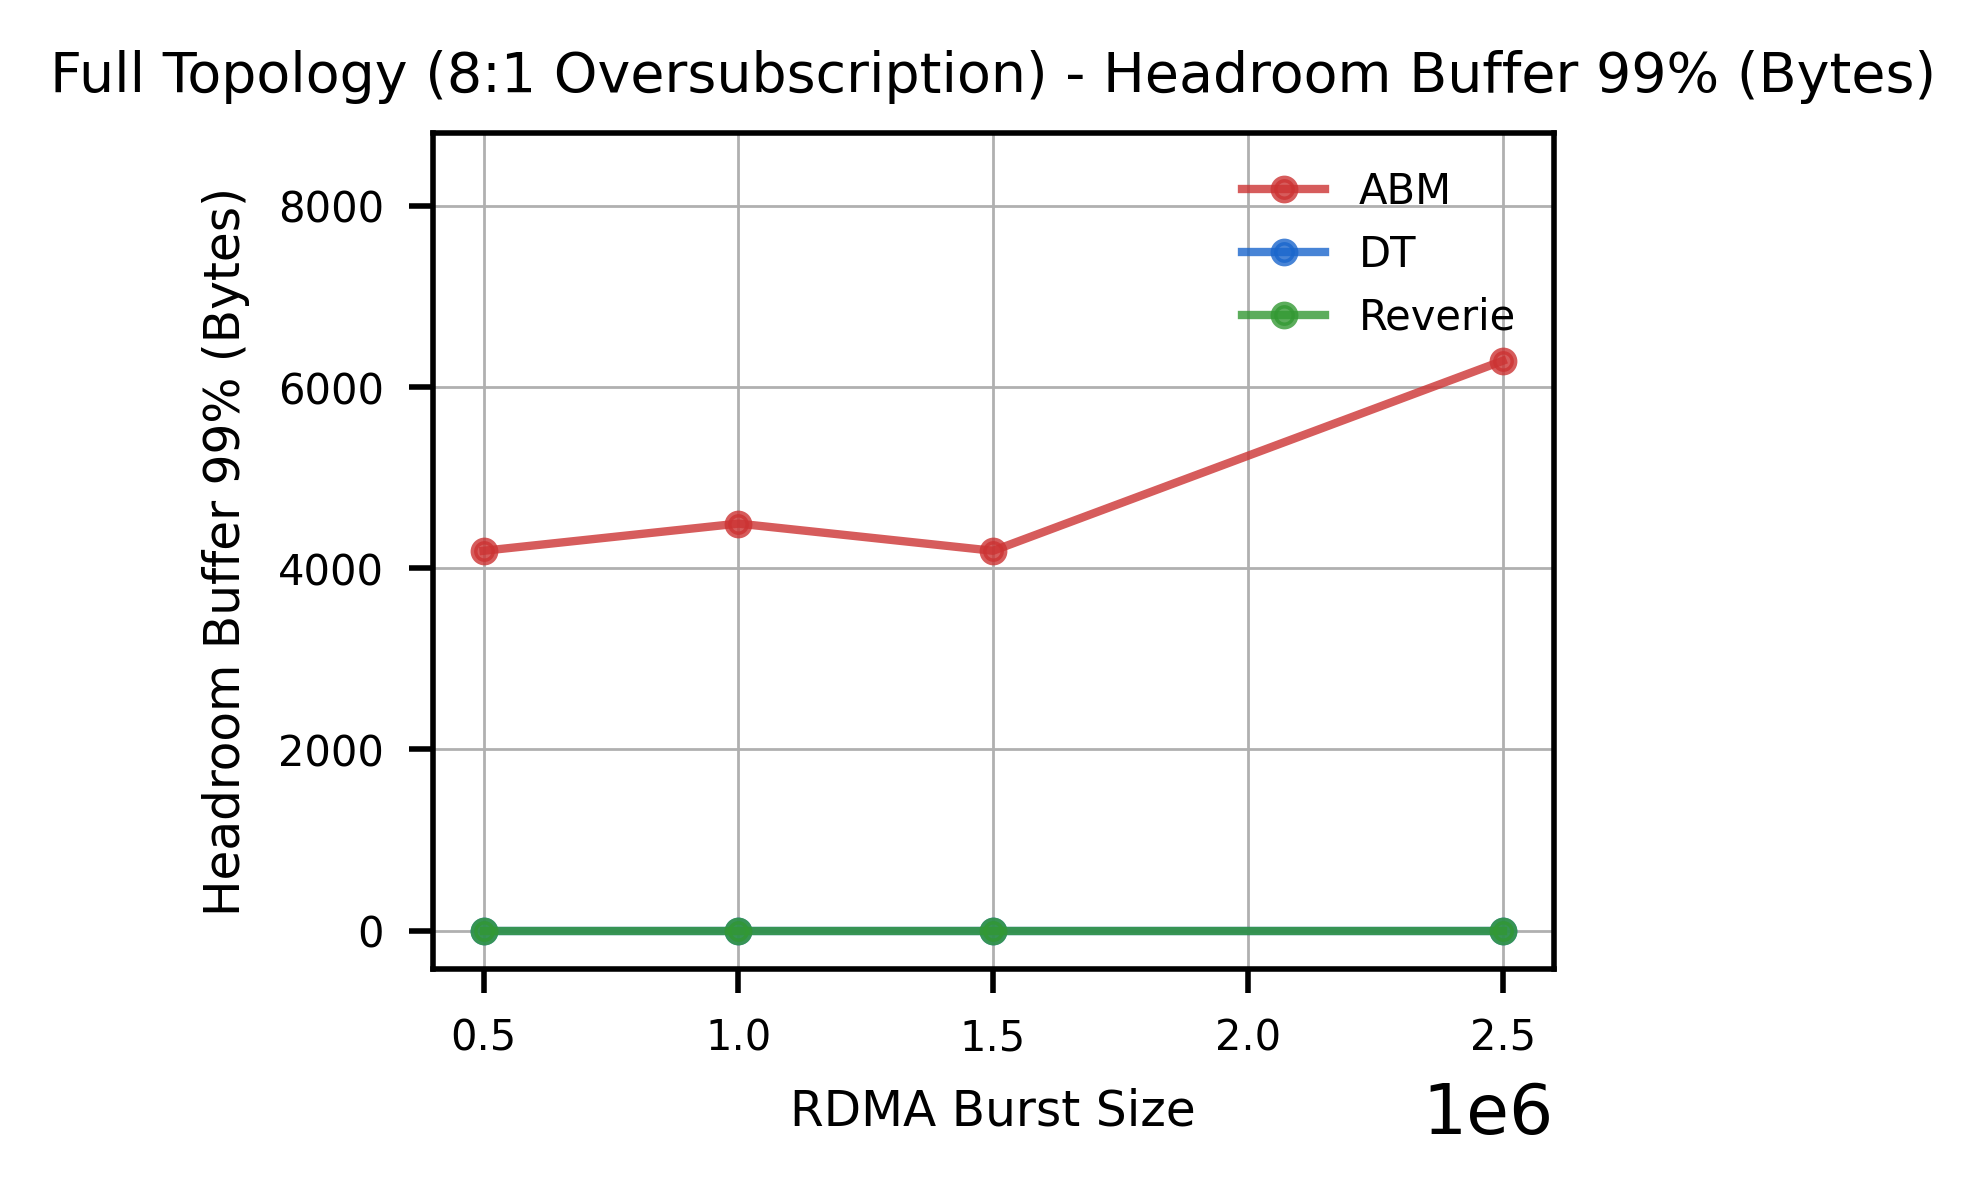 Full Topology (8:1 Oversubscription) - Headroom Buffer 99% (Bytes)
Headroom Buffer 99% (Bytes)
8000
6000
4000
2000
0
ABM
DT
Reverie
0.5
1.0
1.5
2.0
2.5
RDMA Burst Size
1e6